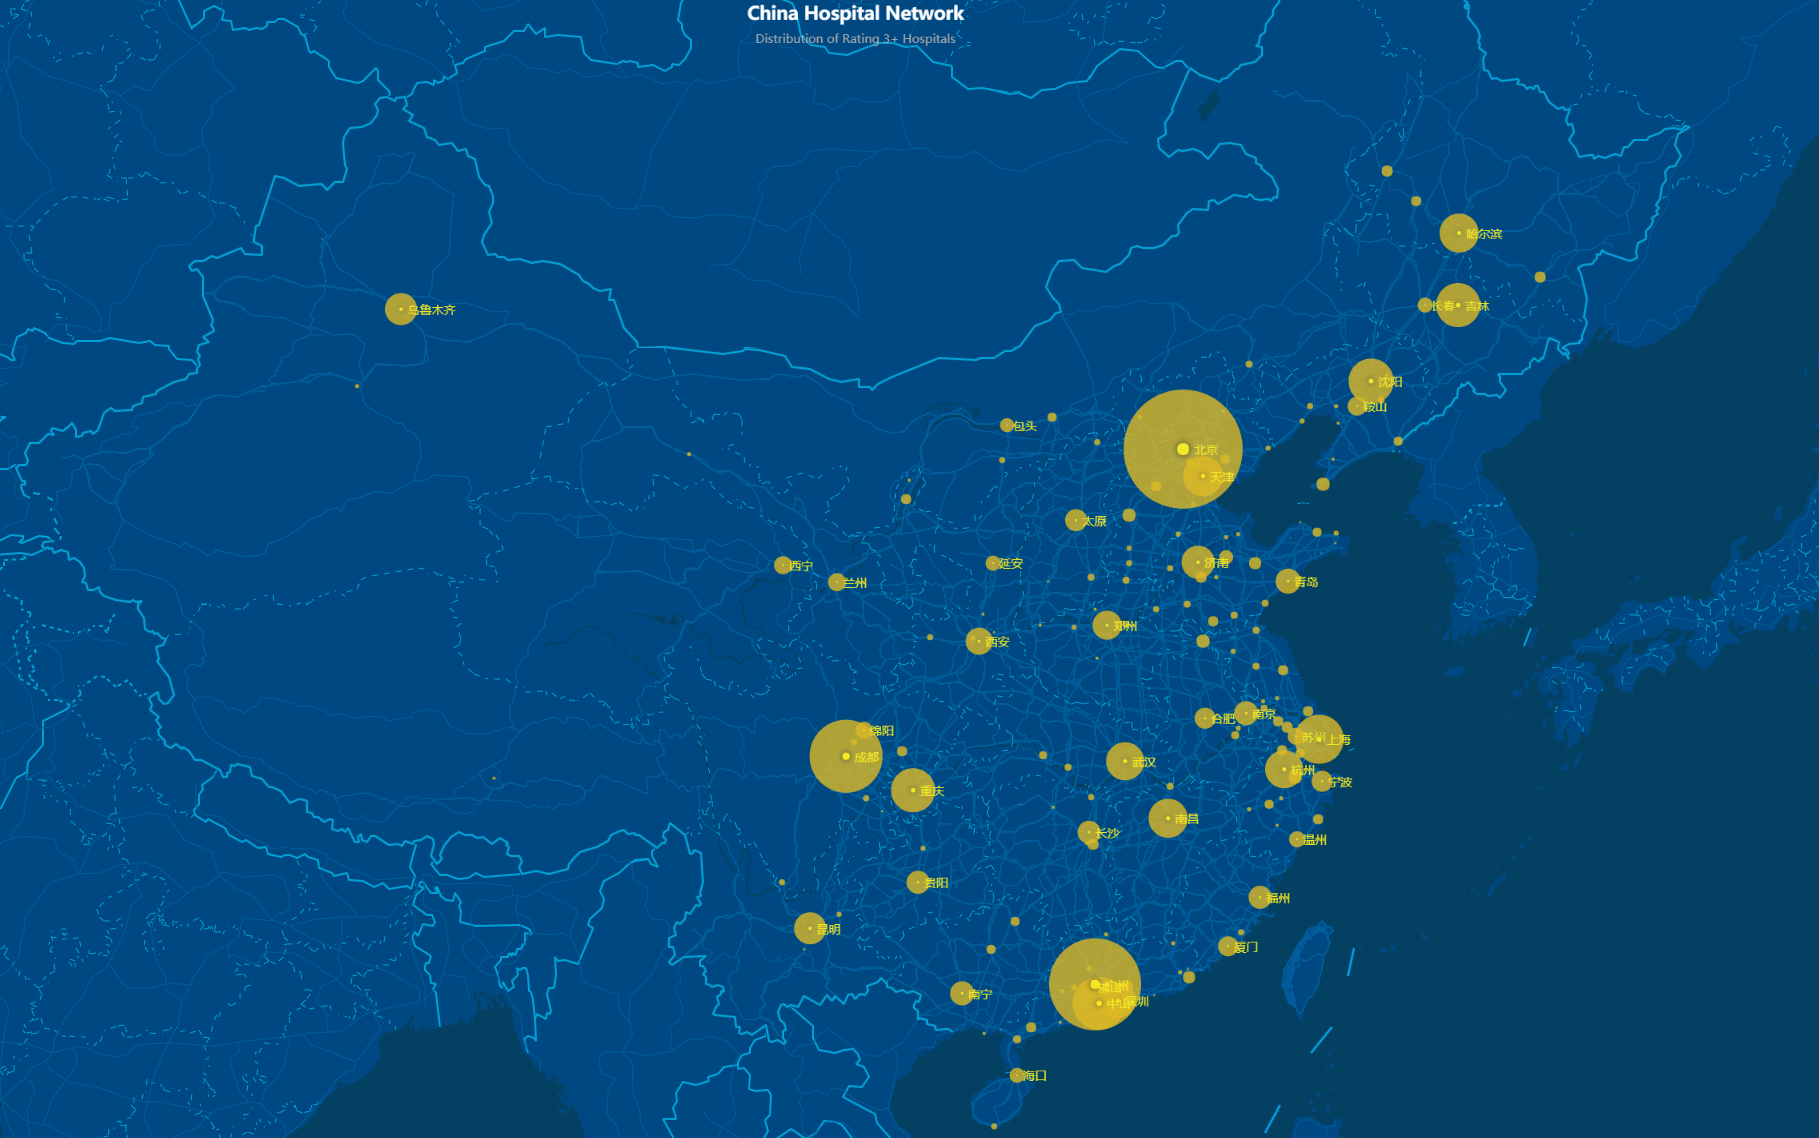 China Hospital Network
Distribution of Rating 3+ Hospitals
哈尔滨
乌鲁木齐
长春
吉林
沈阳
鞍山
包头
北京
天津
太原
延安
济南
西宁
兰州
青岛
郑州
西安
合肥
南京
绵阳
苏州
上海
成都
武汉
杭州
宁波
重庆
南昌
长沙
温州
贵阳
福州
昆明
厦门
南宁
中山
深圳
海口